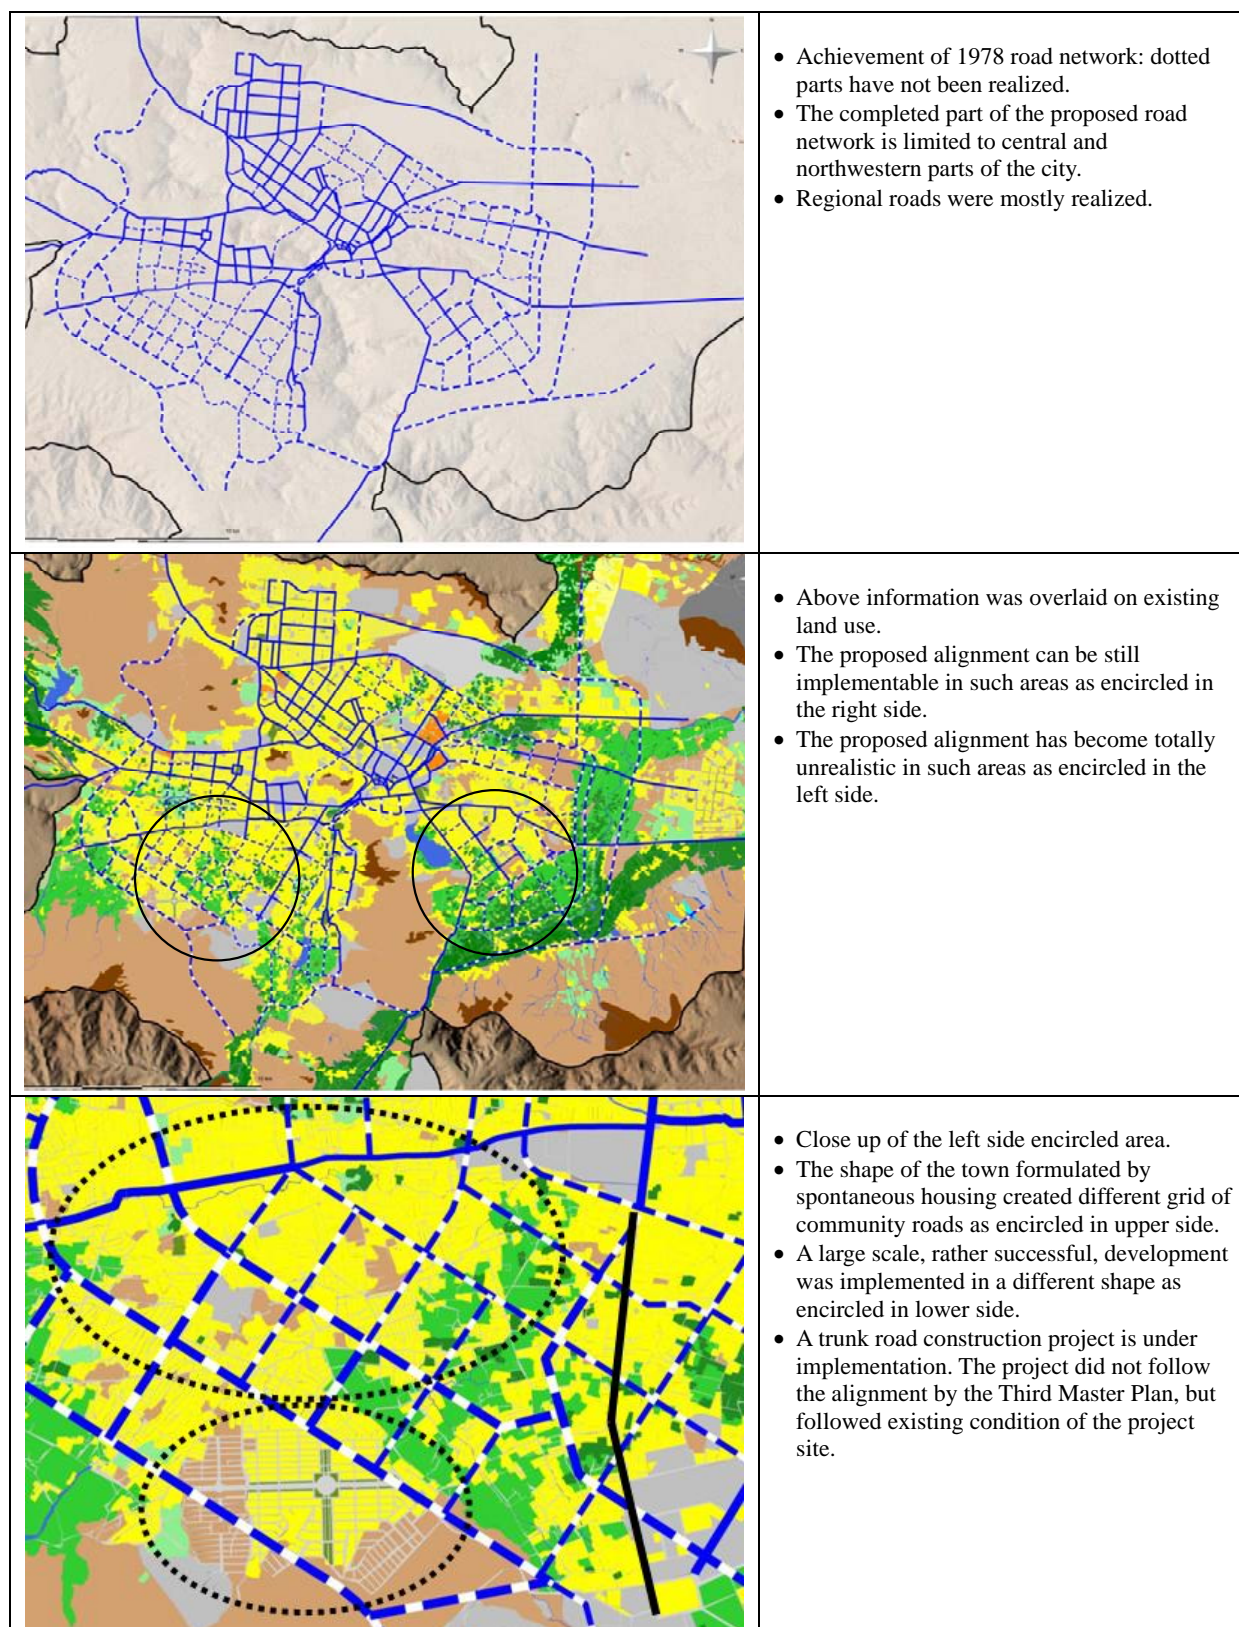 • Achievement of 1978 road network: dotted
parts have not been realized.
• The completed part of the proposed road
network is limited to central and
northwestern parts of the city.
• Regional roads were mostly realized.
• Above information was overlaid on existing
land use.
• The proposed alignment can be still
implementable in such areas as encircled in
the right side.
• The proposed alignment has become totally
unrealistic in such areas as encircled in the
left side.
• Close up of the left side encircled area.
• The shape of the town formulated by
spontaneous housing created different grid of
community roads as encircled in upper side.
• A large scale, rather successful, development
was implemented in a different shape as
encircled in lower side.
• A trunk road construction project is under
implementation. The project did not follow
the alignment by the Third Master Plan, but
followed existing condition of the project
site.